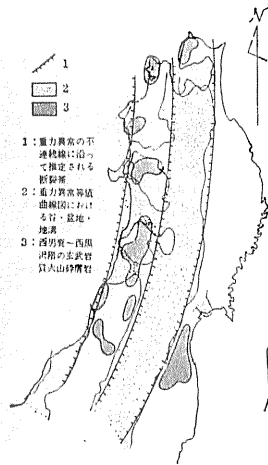 N
1
2
3
1：重力異常の不
連続線に沿っ
て推定される
断裂帯
2：重力異常等値
曲線図におけ
る谷・盆地・
地溝
3：西男鹿〜西黒
沢階の玄武岩
質火山砕屑岩